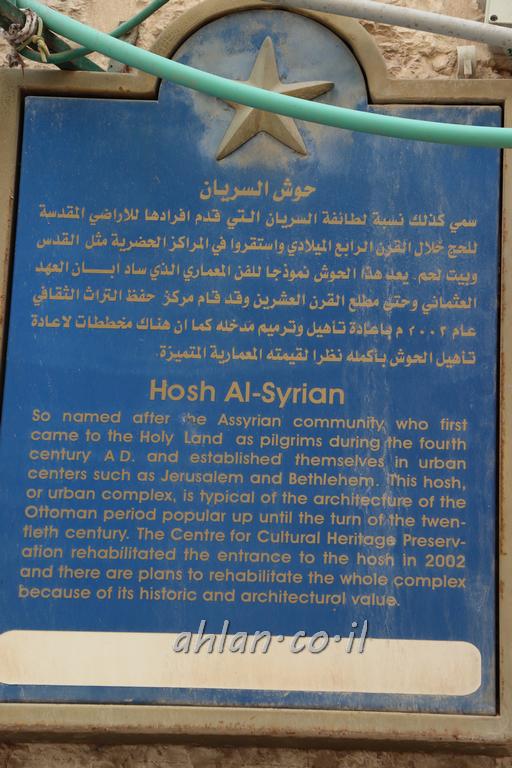 حوش السريان
سمي كذلك نسبة لطائفة السريان التي قدم افرادها للاراضي المقدسة
للحج خلال القرن الرابع الميلادي واستقروا في المراكز الحضرية مثل القدس
وبيت لحم. يعد هذا الحوش نموذجا للفن المعماري الذي ساد ابان العهد
العثماني وحتى مطلع القرن العشرين وقد قام مركز حفظ التراث الثقافي
عام ٢٠٠٢ م باعادة تاهيل وترميم مدخله كما ان هناك مخططات لاعادة
تاهيل الحوش باكمله نظرا لقيمته المعمارية المتميزة.
Hosh Al-Syrian
So named after the Assyrian community who first
came to the Holy Land as pilgrims during the fourth
century A.D. and established themselves in urban
centers such as Jerusalem and Bethlehem. This hosh,
or urban complex, is typical of the architecture of the
Ottoman period popular up until the turn of the twen-
tieth century. The Centre for Cultural Heritage Preserv-
ation rehabilitated the entrance to the hosh in 2002
and there are plans to rehabilitate the whole complex
because of its historic and architectural value.
ahlan·co·il